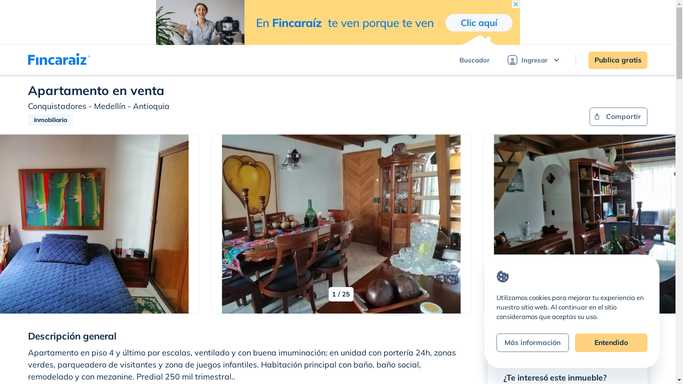 En Fincaraíz te ven porque te ven
Clic aquí
Fincaraiz
Buscador
Ingresar
Publica gratis
Apartamento en venta
Conquistadores - Medellín - Antioquia
Inmobiliaria
Compartir
1 / 25
Utilizamos cookies para mejorar tu experiencia en
nuestro sitio web. Al continuar en el sitio
consideramos que aceptas su uso.
Más información
Entendido
Descripción general
Apartamento en piso 4 y último por escalas, ventilado y con buena imuminación; en unidad con portería 24h, zonas
verdes, parqueadero de visitantes y zona de juegos infantiles. Habitación principal con baño, baño social,
remodelado y con mezanine. Predial 250 mil trimestral..
¿Te interesó este inmueble?